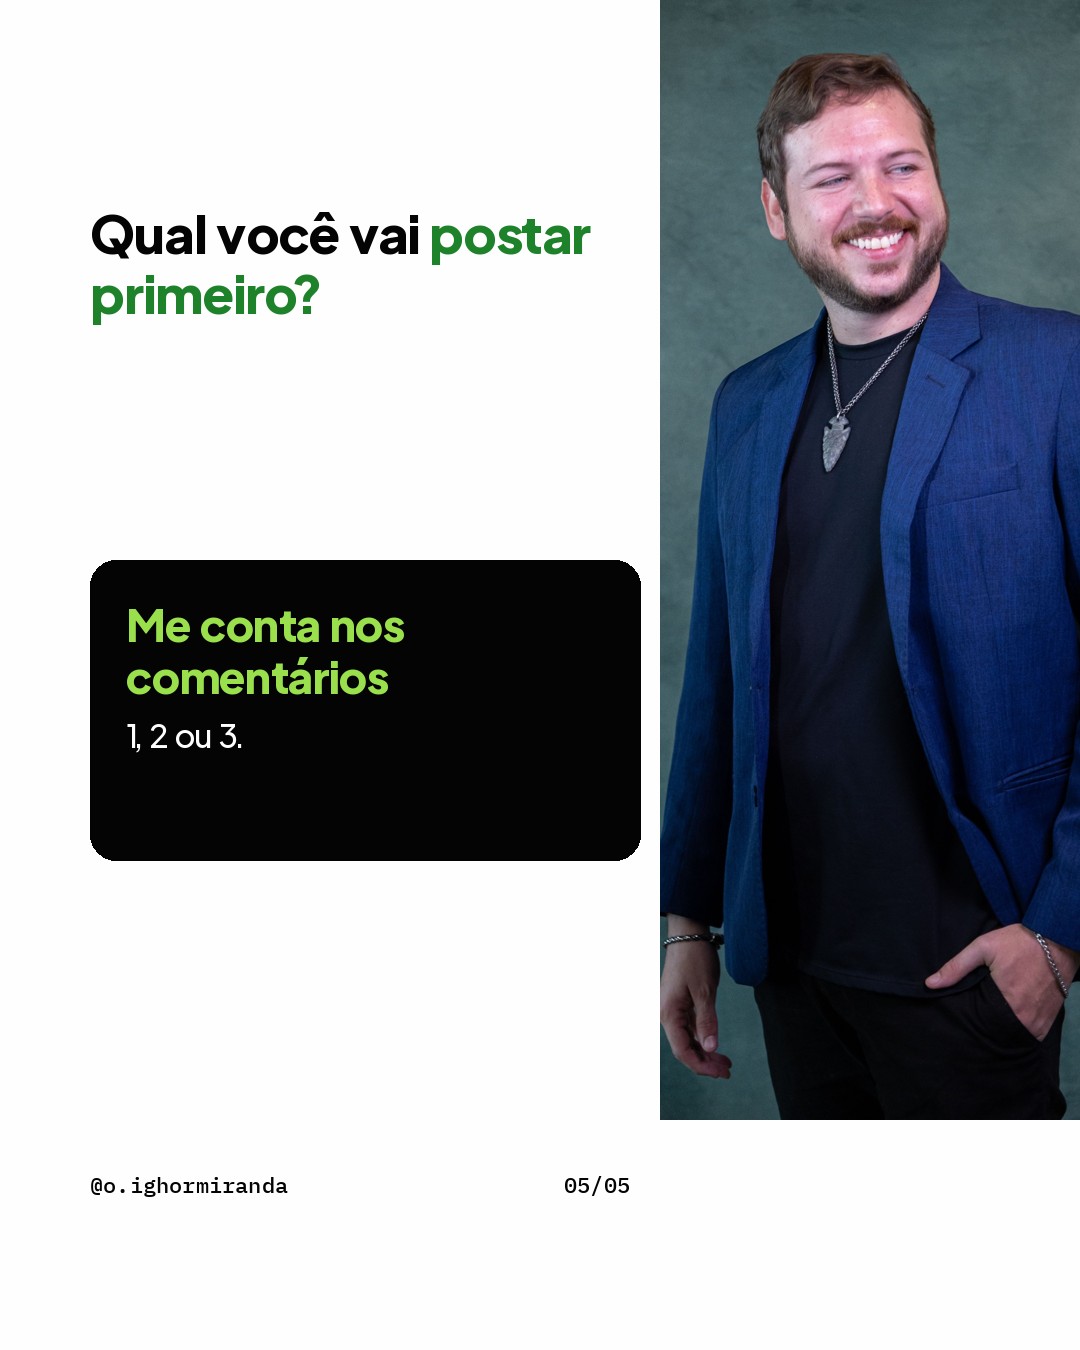 Qual você vai postar
primeiro?
Me conta nos
comentários
1, 2 ou 3.
@o.ighormiranda
05/05